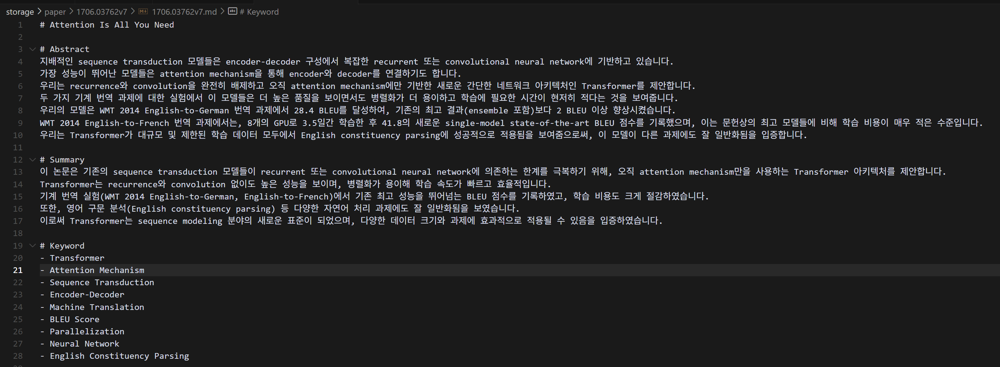 storage > paper > 1706.03762v7 > 1706.03762v7.md > # Keyword
1 # Attention Is All You Need
2
3 # Abstract
4 지배적인 sequence transduction 모델들은 encoder-decoder 구성에서 복잡한 recurrent 또는 convolutional neural network에 기반하고 있습니다.
5 가장 성능이 뛰어난 모델들은 attention mechanism을 통해 encoder와 decoder를 연결하기도 합니다.
6 우리는 recurrence와 convolution을 완전히 배제하고 오직 attention mechanism에만 기반한 새로운 간단한 네트워크 아키텍처인 Transformer를 제안합니다.
7 두 가지 기계 번역 과제에 대한 실험에서 이 모델들은 더 높은 품질을 보이면서도 병렬화가 더 용이하고 학습에 필요한 시간이 현저히 적다는 것을 보여줍니다.
8 우리의 모델은 WMT 2014 English-to-German 번역 과제에서 28.4 BLEU를 달성하여, 기존의 최고 결과(ensemble 포함)보다 2 BLEU 이상 향상시켰습니다.
9 WMT 2014 English-to-French 번역 과제에서는, 8개의 GPU로 3.5일간 학습한 후 41.8의 새로운 single-model state-of-the-art BLEU 점수를 기록했으며, 이는 문헌상의 최고 모델들에 비해 학습 비용이 매우 적은 수준입니다.
10 우리는 Transformer가 대규모 및 제한된 학습 데이터 모두에서 English constituency parsing에 성공적으로 적용됨을 보여줌으로써, 이 모델이 다른 과제에도 잘 일반화됨을 입증합니다.
11
12 # Summary
13 이 논문은 기존의 sequence transduction 모델들이 recurrent 또는 convolutional neural network에 의존하는 한계를 극복하기 위해, 오직 attention mechanism만을 사용하는 Transformer 아키텍처를 제안합니다.
14 Transformer는 recurrence와 convolution 없이도 높은 성능을 보이며, 병렬화가 용이해 학습 속도가 빠르고 효율적입니다.
15 기계 번역 실험(WMT 2014 English-to-German, English-to-French)에서 기존 최고 성능을 뛰어넘는 BLEU 점수를 기록하였고, 학습 비용도 크게 절감하였습니다.
16 또한, 영어 구문 분석(English constituency parsing) 등 다양한 자연어 처리 과제에도 잘 일반화됨을 보였습니다.
17 이로써 Transformer는 sequence modeling 분야의 새로운 표준이 되었으며, 다양한 데이터 크기와 과제에 효과적으로 적용될 수 있음을 입증하였습니다.
18
19 # Keyword
20 - Transformer
21 - Attention Mechanism
22 - Sequence Transduction
23 - Encoder-Decoder
24 - Machine Translation
25 - BLEU Score
26 - Parallelization
27 - Neural Network
28 - English Constituency Parsing